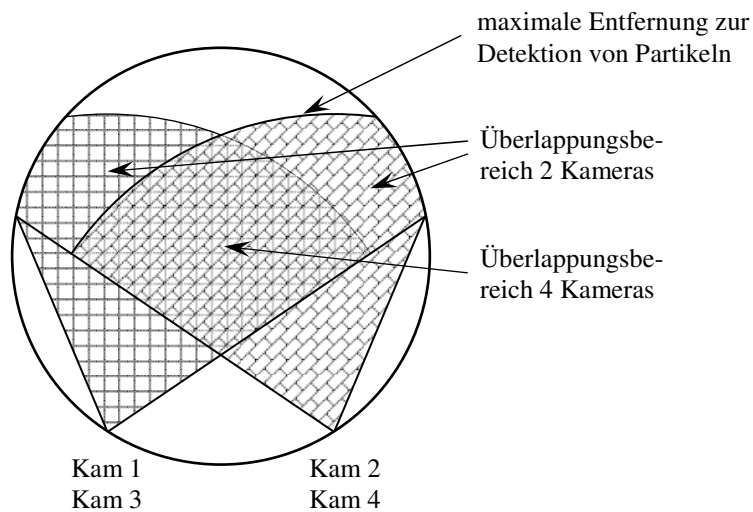 maximale Entfernung zur
Detektion von Partikeln
Überlappungsbe-
reich 2 Kameras
Überlappungsbe-
reich 4 Kameras
Kam 1
Kam 3
Kam 2
Kam 4